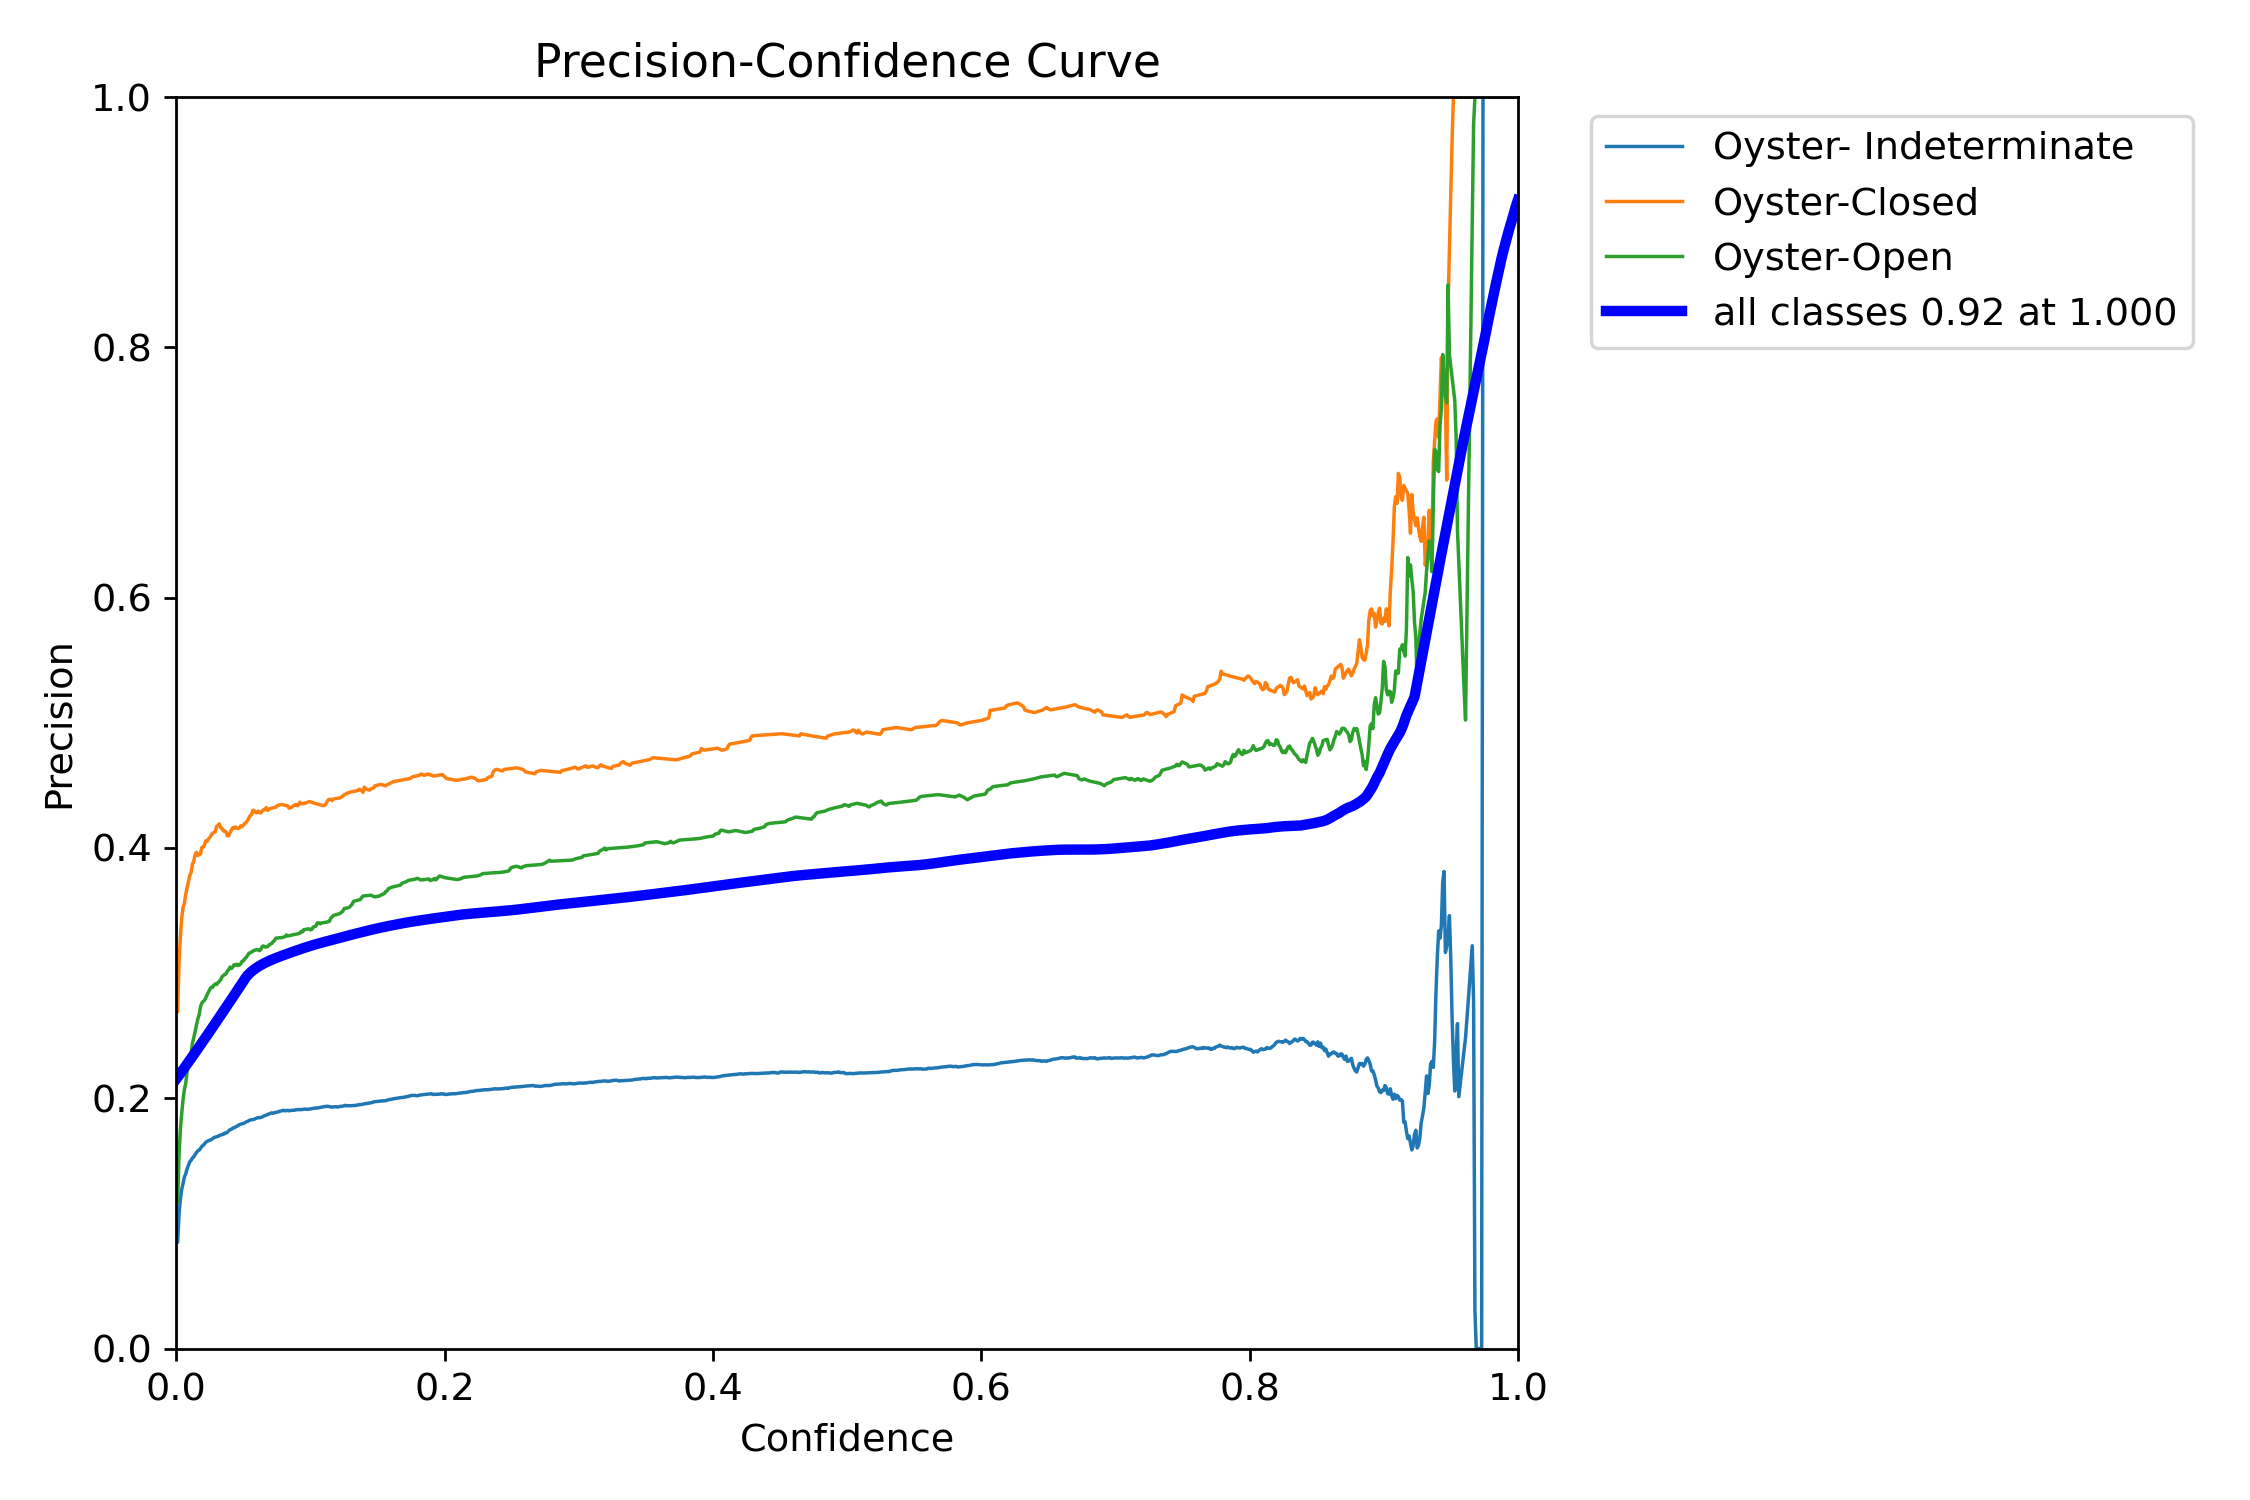 Precision-Confidence Curve
1.0
0.8
0.6
0.4
0.2
0.0
Precision
0.0 0.2 0.4 0.6 0.8 1.0
Confidence
Oyster- Indeterminate
Oyster-Closed
Oyster-Open
all classes 0.92 at 1.000